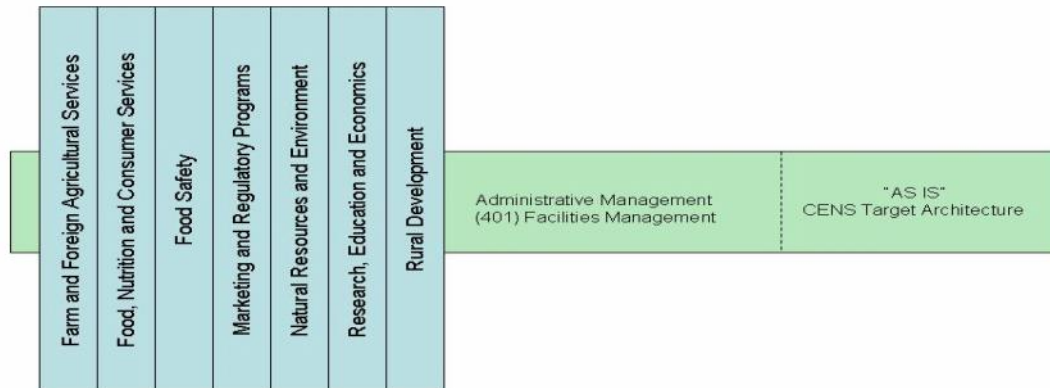 Farm and Foreign Agricultural Services
Food, Nutrition and Consumer Services
Food Safety
Marketing and Regulatory Programs
Natural Resources and Environment
Research, Education and Economics
Rural Development
Administrative Management
(401) Facilities Management
"AS IS"
CENS Target Architecture